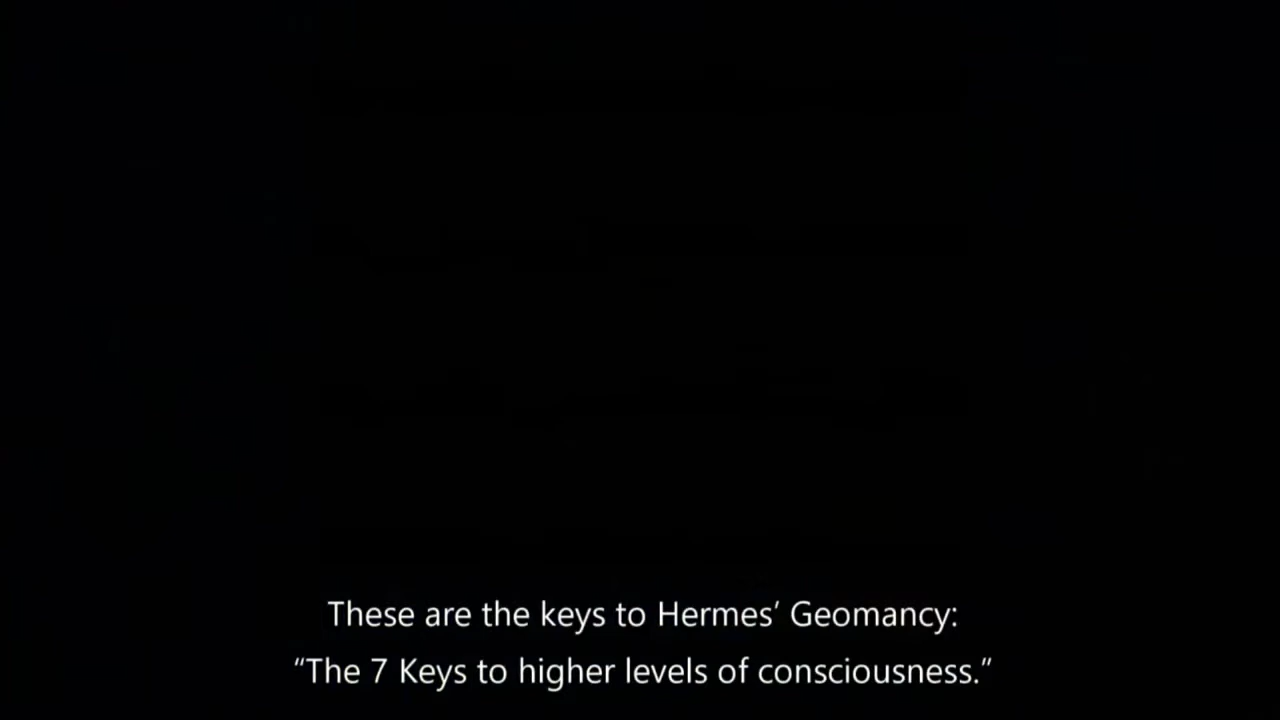 These are the keys to Hermes’ Geomancy:
“The 7 Keys to higher levels of consciousness.”